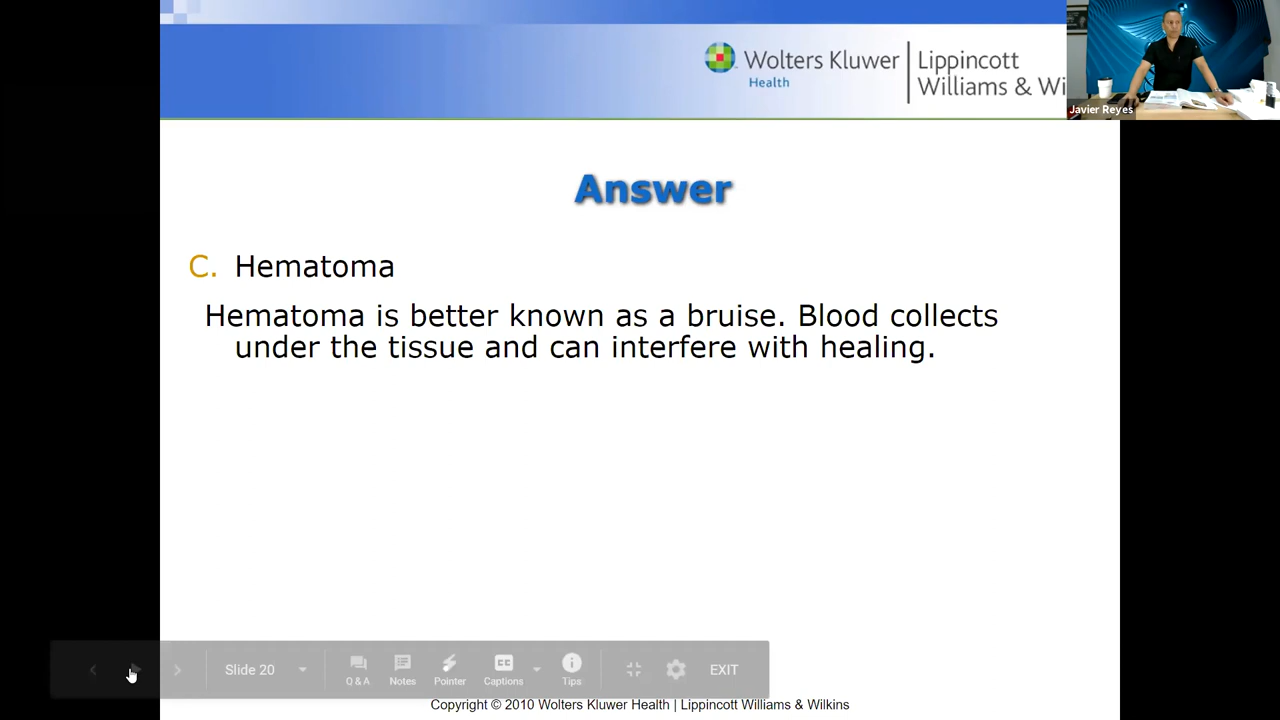 Wolters Kluwer
Health
Lippincott
Williams & Wi
Javier Reyes
Answer
C. Hematoma
Hematoma is better known as a bruise. Blood collects
under the tissue and can interfere with healing.
Slide 20
Q & A
Notes
Pointer
CC
Captions
Tips
EXIT
Copyright © 2010 Wolters Kluwer Health | Lippincott Williams & Wilkins